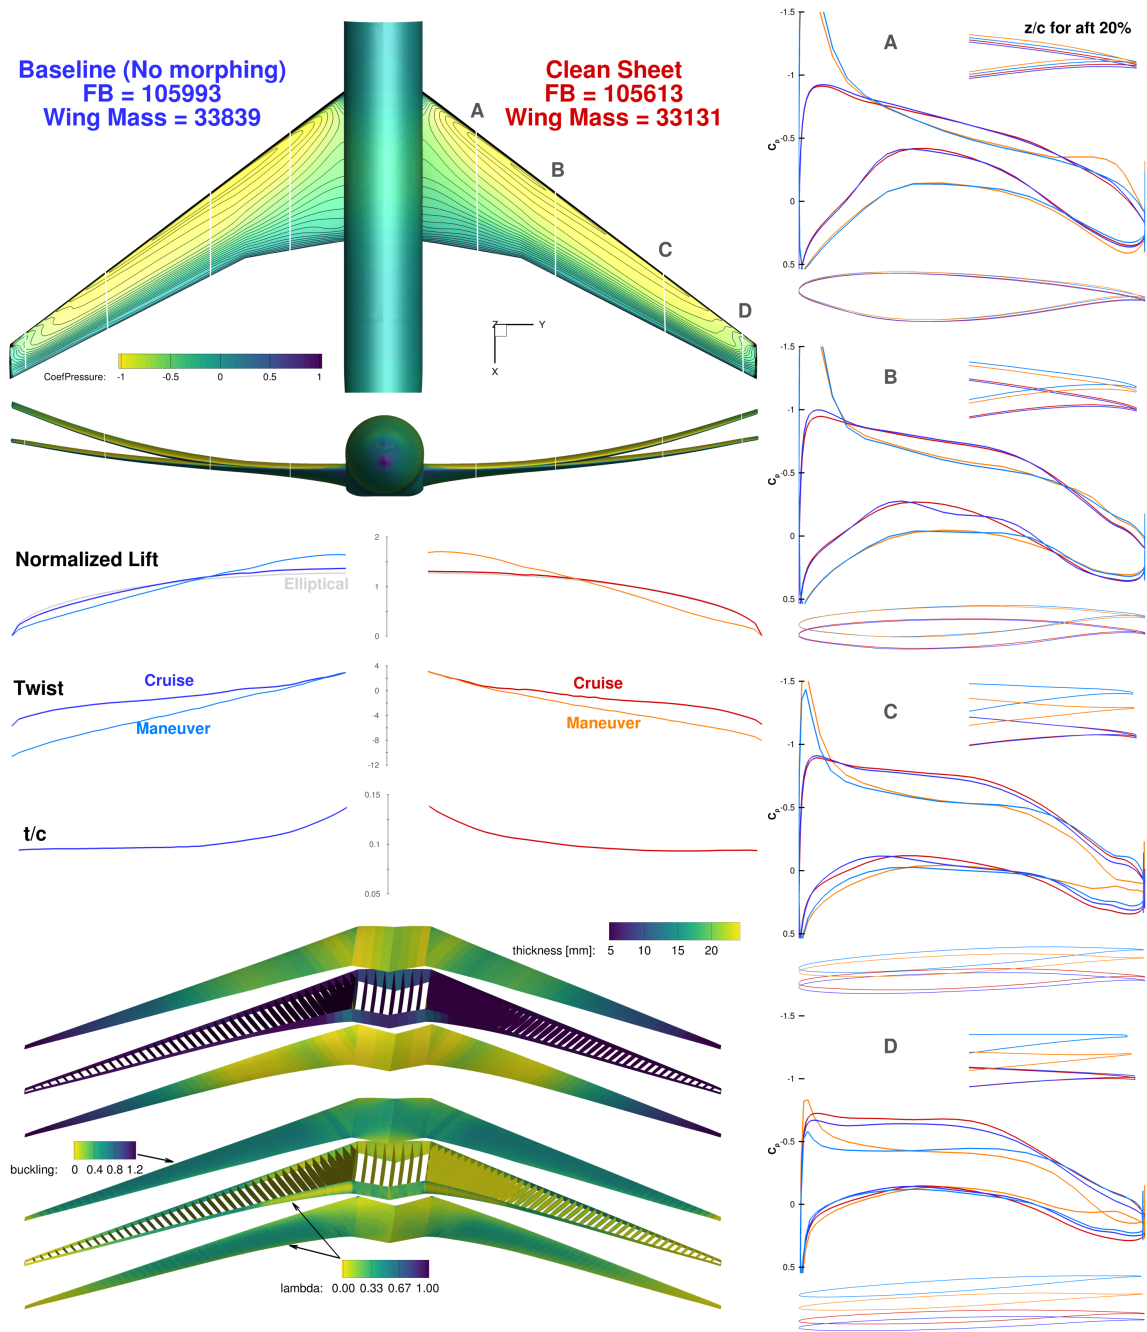 Baseline (No morphing)
FB = 105993
Wing Mass = 33839
Clean Sheet
FB = 105613
Wing Mass = 33131
A
B
C
D
Z
Y
X
CoefPressure:
-1
-0.5
0
0.5
1
Normalized Lift
Elliptical
2
1
0
Twist
Cruise
Maneuver
4
0
-4
-8
-12
Cruise
Maneuver
t/c
0.15
0.1
0.05
thickness [mm]:
5
10
15
20
buckling:
0
0.4
0.8
1.2
lambda:
0.00
0.33
0.67
1.00
z/c for aft 20%
A
-1.5
-1
-0.5
0
0.5
Cp
B
-1.5
-1
-0.5
0
0.5
Cp
C
-1.5
-1
-0.5
0
0.5
Cp
D
-1.5
-1
-0.5
0
0.5
Cp